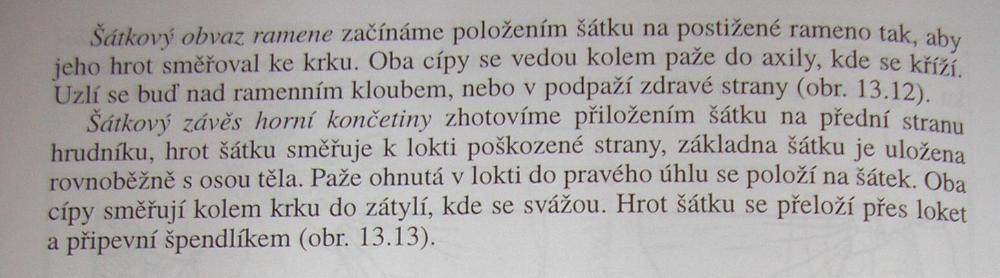 Šátkový obvaz ramene začínáme položením šátku na postižené rameno tak, aby
jeho hrot směřoval ke krku. Oba cípy se vedou kolem paže do axily, kde se kříží.
Uzlí se buď nad ramenním kloubem, nebo v podpaží zdravé strany (obr. 13.12).
Šátkový závěs horní končetiny zhotovíme přiložením šátku na přední stranu
hrudníku, hrot šátku směřuje k lokti poškozené strany, základna šátku je uložena
rovnoběžně s osou těla. Paže ohnutá v lokti do pravého úhlu se položí na šátek. Oba
cípy směřují kolem krku do zátylí, kde se svážou. Hrot šátku se přeloží přes loket
a připevní špendlíkem (obr. 13.13).